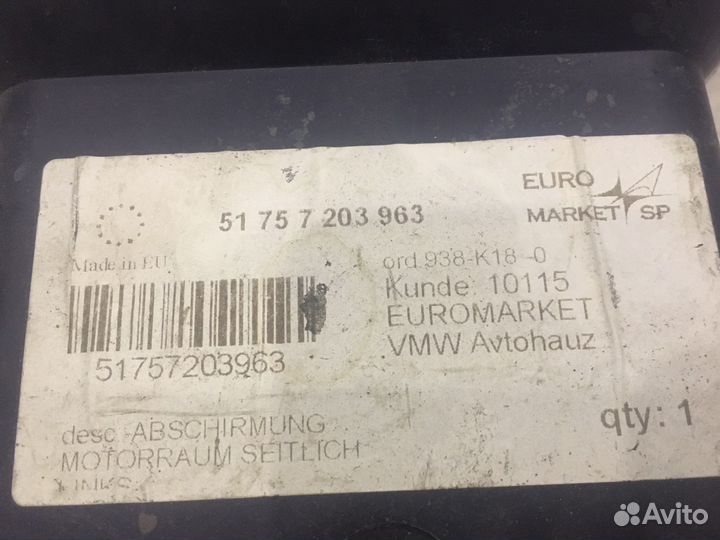 51 75 7 203 963
EURO
MARKET SP
Made in EU
51757203963
ord.938-K18 -0
Kunde: 10115
EUROMARKET
VMW Avtohauz
qty: 1
desc -ABSCHIRMUNG
MOTORRAUM SEITLICH
LINKS
Avito